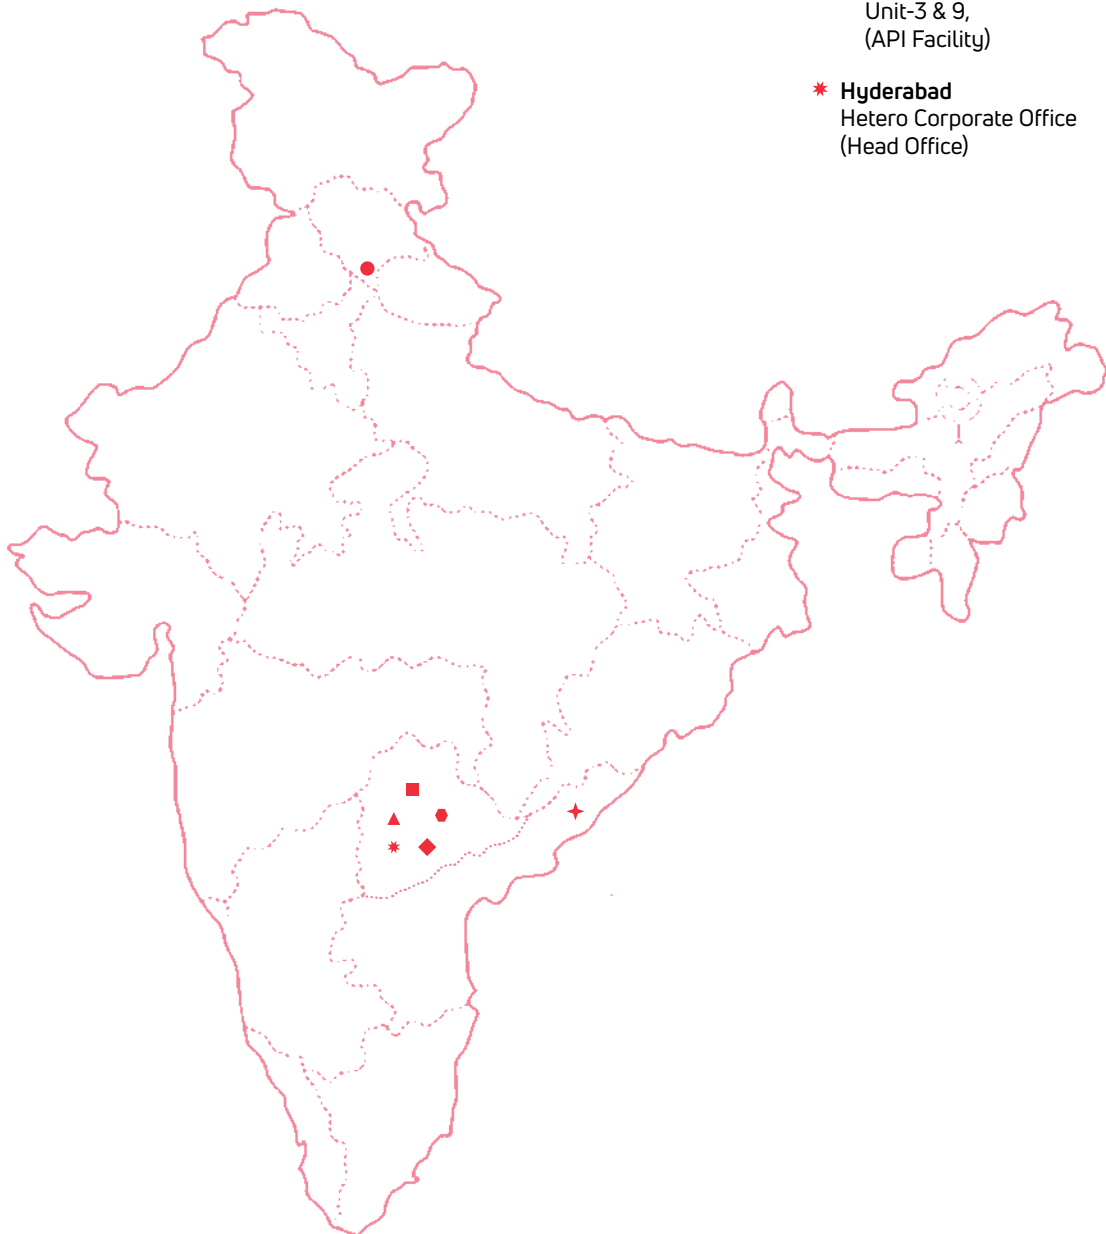 Unit-3 & 9,
(API Facility)
Hyderabad
Hetero Corporate Office
(Head Office)